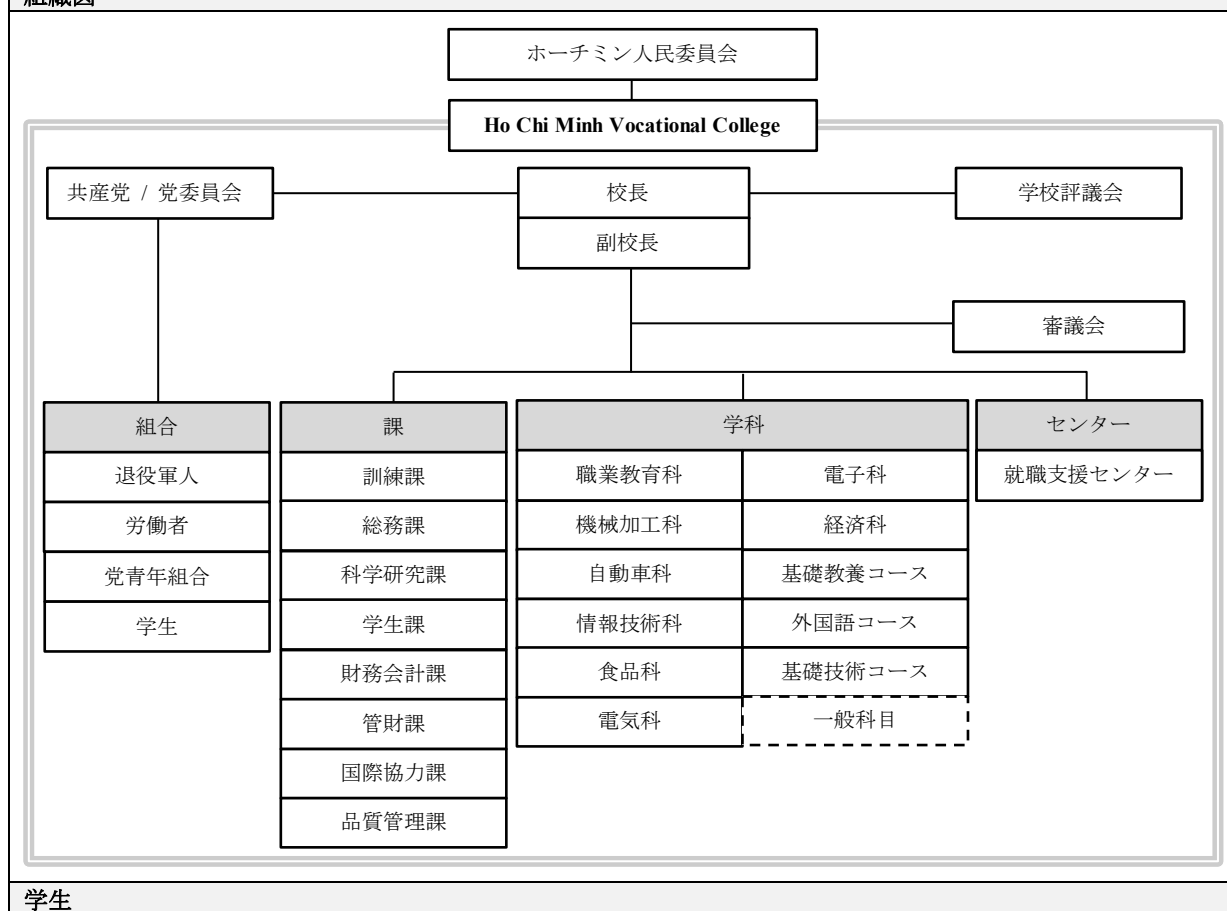 組織図
ホーチミン人民委員会
Ho Chi Minh Vocational College
共産党 / 党委員会
校長
学校評議会
副校長
審議会
組合
退役軍人
労働者
党青年組合
学生
課
訓練課
総務課
科学研究課
学生課
財務会計課
管財課
国際協力課
品質管理課
学科
職業教育科
電子科
機械加工科
経済科
自動車科
基礎教養コース
情報技術科
外国語コース
食品科
基礎技術コース
電気科
一般科目
センター
就職支援センター
学生